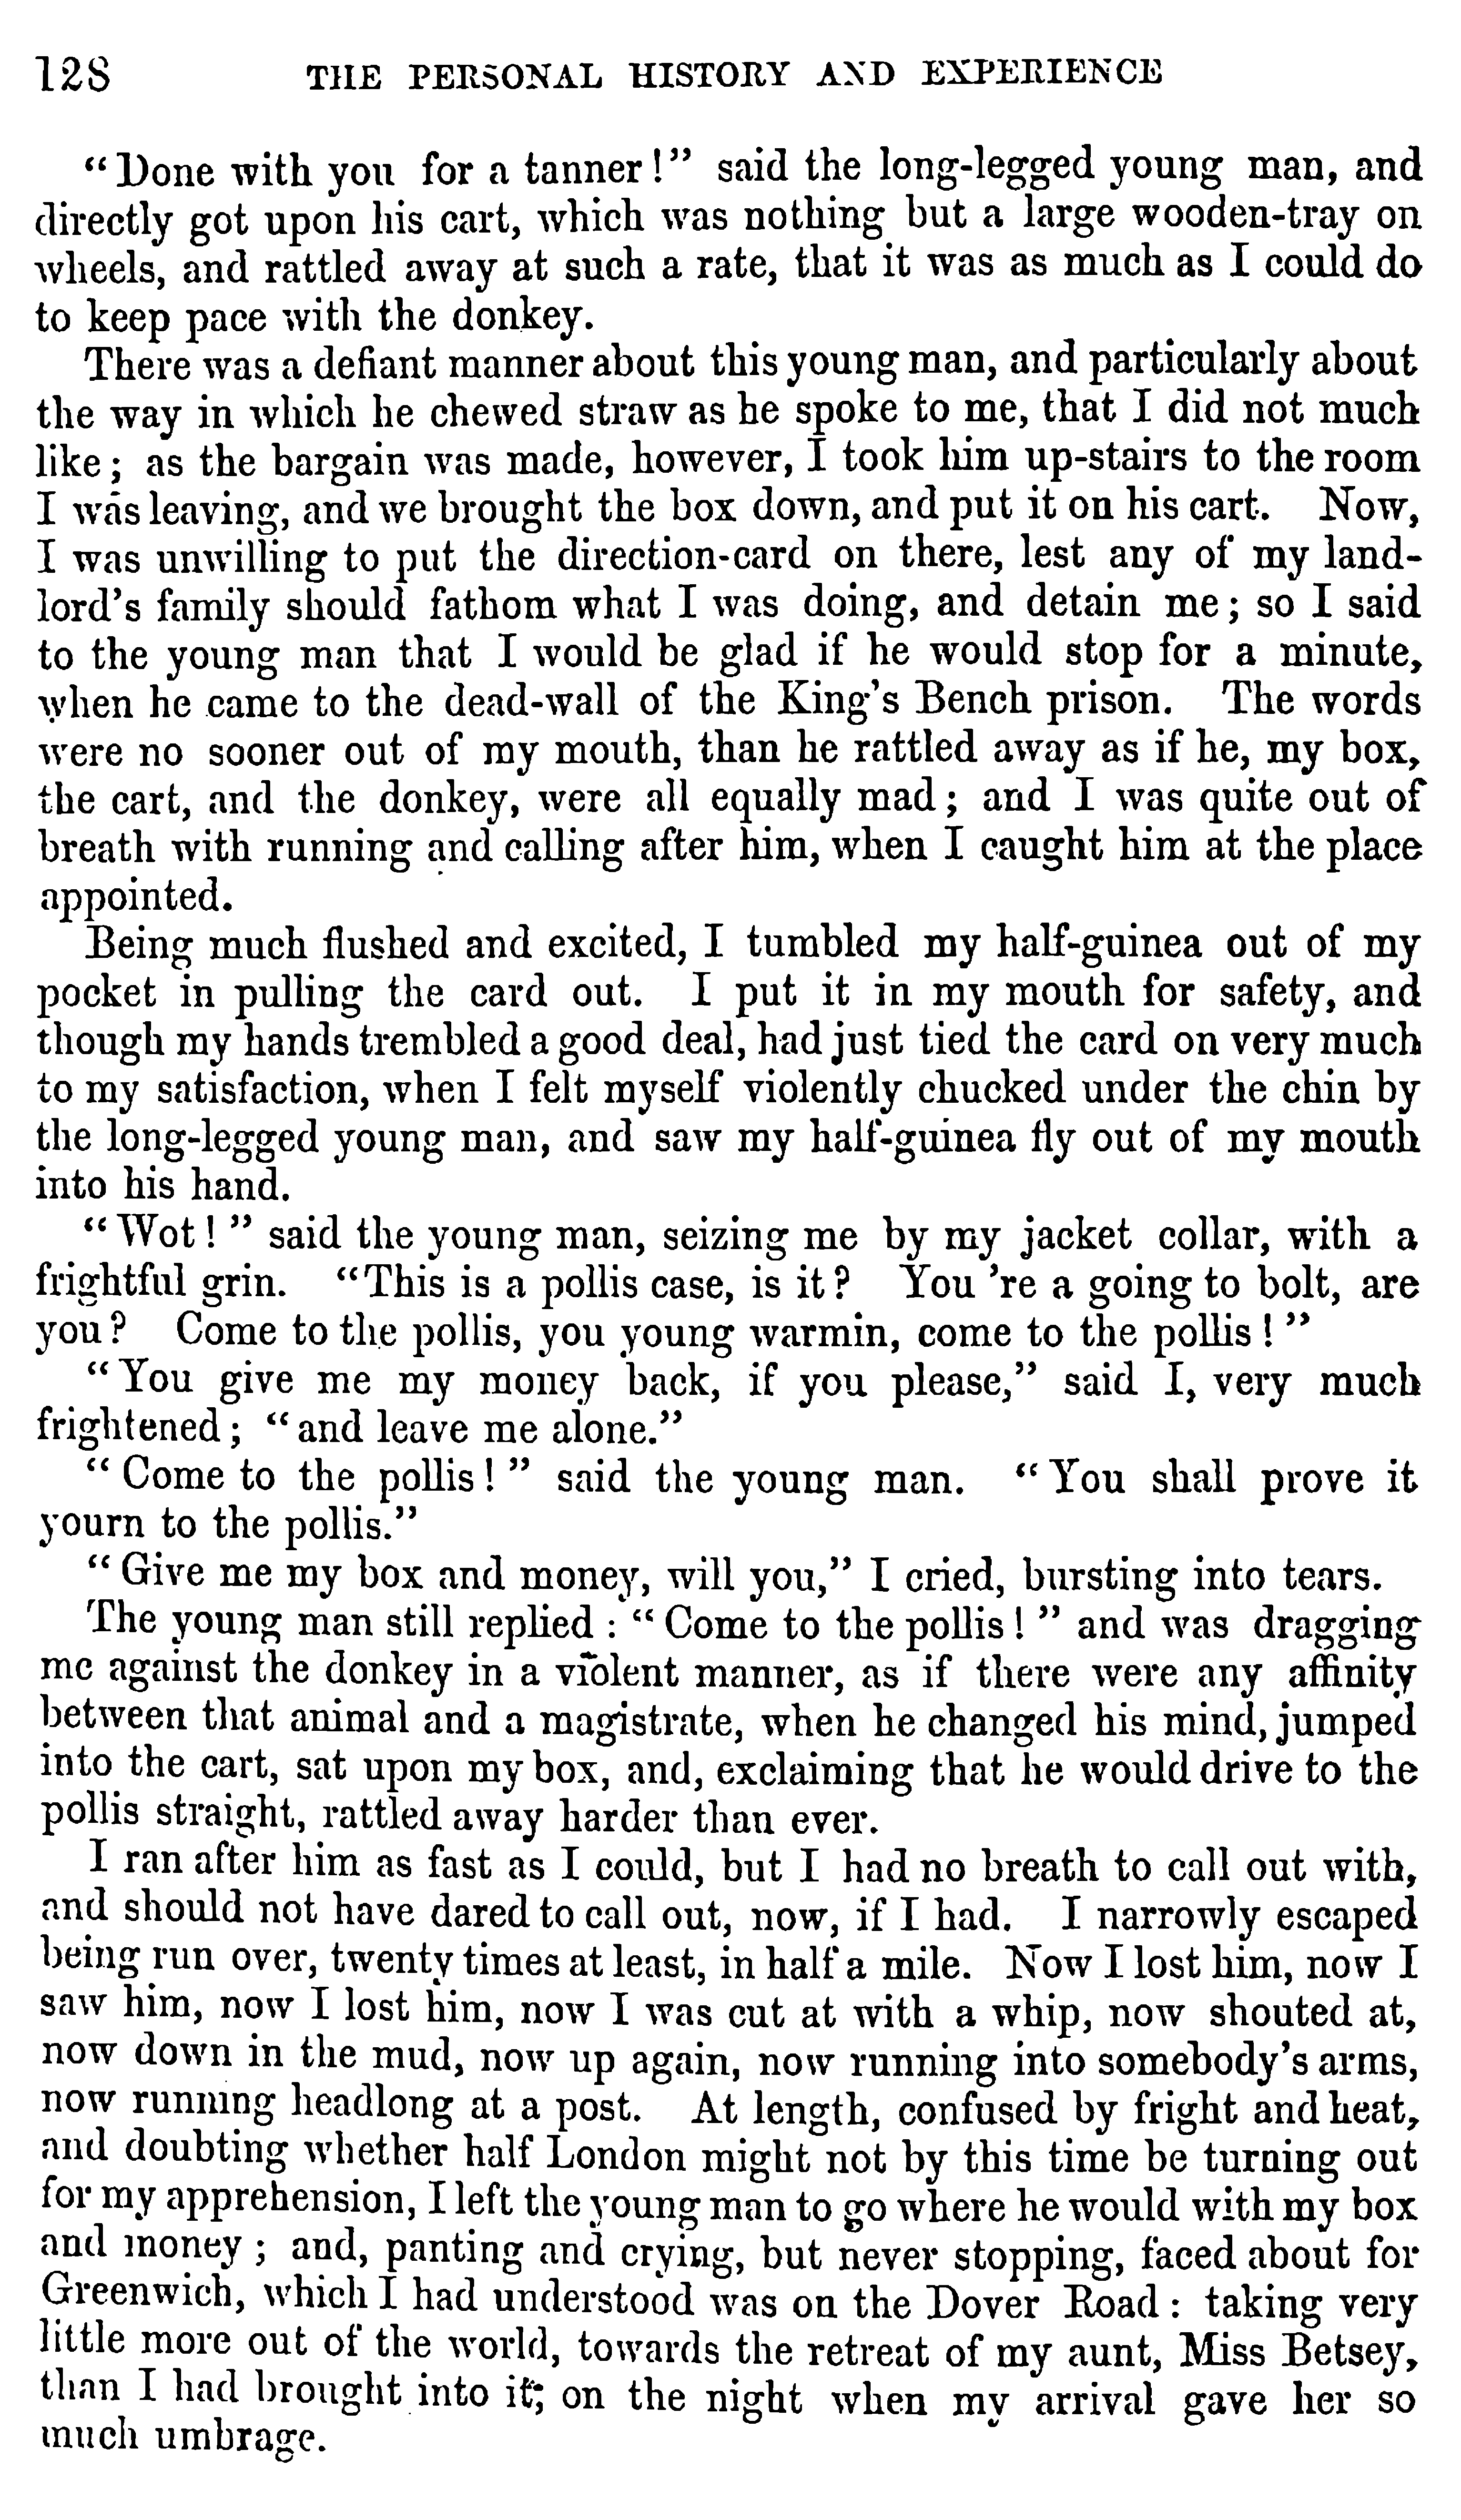 128 THE PERSONAL HISTORY AND EXPERIENCE
“Done with you for a tanner!” said the long-legged young man, and
directly got upon his cart, which was nothing but a large wooden-tray on
wheels, and rattled away at such a rate, that it was as much as I could do
to keep pace with the donkey.
There was a defiant manner about this young man, and particularly about
the way in which he chewed straw as he spoke to me, that I did not much
like; as the bargain was made, however, I took him up-stairs to the room
I was leaving, and we brought the box down, and put it on his cart. Now,
I was unwilling to put the direction-card on there, lest any of my land-
lord's family should fathom what I was doing, and detain me; so I said
to the young man that I would be glad if he would stop for a minute,
when he came to the dead-wall of the King's Bench prison. The words
were no sooner out of my mouth, than he rattled away as if he, my box,
the cart, and the donkey, were all equally mad; and I was quite out of
breath with running and calling after him, when I caught him at the place
appointed.
Being much flushed and excited, I tumbled my half-guinea out of my
pocket in pulling the card out. I put it in my mouth for safety, and
though my hands trembled a good deal, had just tied the card on very much
to my satisfaction, when I felt myself violently chucked under the chin by
the long-legged young man, and saw my half-guinea fly out of my mouth
into his hand.
“Wot!” said the young man, seizing me by my jacket collar, with a
frightful grin. “This is a pollis case, is it? You 're a going to bolt, are
you? Come to the pollis, you young warmin, come to the pollis!”
“You give me my money back, if you please,” said I, very much
frightened; “and leave me alone.”
“Come to the pollis!” said the young man. “You shall prove it
yourn to the pollis.”
“Give me my box and money, will you,” I cried, bursting into tears.
The young man still replied: “Come to the pollis!” and was dragging
me against the donkey in a violent manner, as if there were any affinity
between that animal and a magistrate, when he changed his mind, jumped
into the cart, sat upon my box, and, exclaiming that he would drive to the
pollis straight, rattled away harder than ever.
I ran after him as fast as I could, but I had no breath to call out with,
and should not have dared to call out, now, if I had. I narrowly escaped
being run over, twenty times at least, in half a mile. Now I lost him, now I
saw him, now I lost him, now I was cut at with a whip, now shouted at,
now down in the mud, now up again, now running into somebody's arms,
now running headlong at a post. At length, confused by fright and heat,
and doubting whether half London might not by this time be turning out
for my apprehension, I left the young man to go where he would with my box
and money; and, panting and crying, but never stopping, faced about for
Greenwich, which I had understood was on the Dover Road: taking very
little more out of the world, towards the retreat of my aunt, Miss Betsey,
than I had brought into it; on the night when my arrival gave her so
much umbrage.